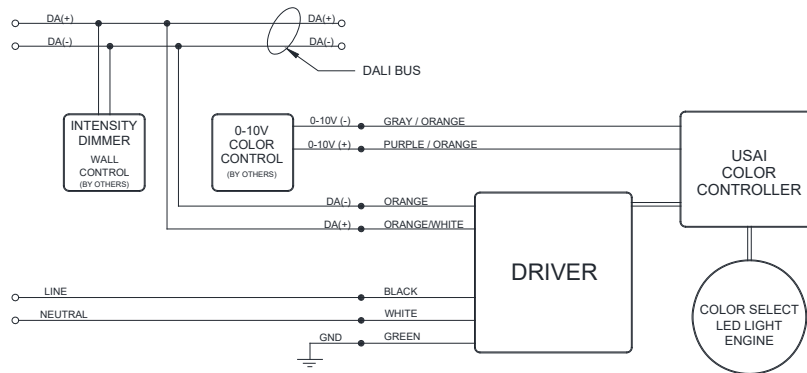 DA(+)
DA(+)
DA(-)
DA(-)
DALI BUS
INTENSITY
DIMMER
WALL
CONTROL
(BY OTHERS)
0-10V
COLOR
CONTROL
(BY OTHERS)
0-10V (-)
GRAY / ORANGE
0-10V (+)
PURPLE / ORANGE
USAI
COLOR
CONTROLLER
DA(-)
ORANGE
DA(+)
ORANGE/WHITE
DRIVER
LINE
BLACK
NEUTRAL
WHITE
GND
GREEN
COLOR SELECT
LED LIGHT
ENGINE